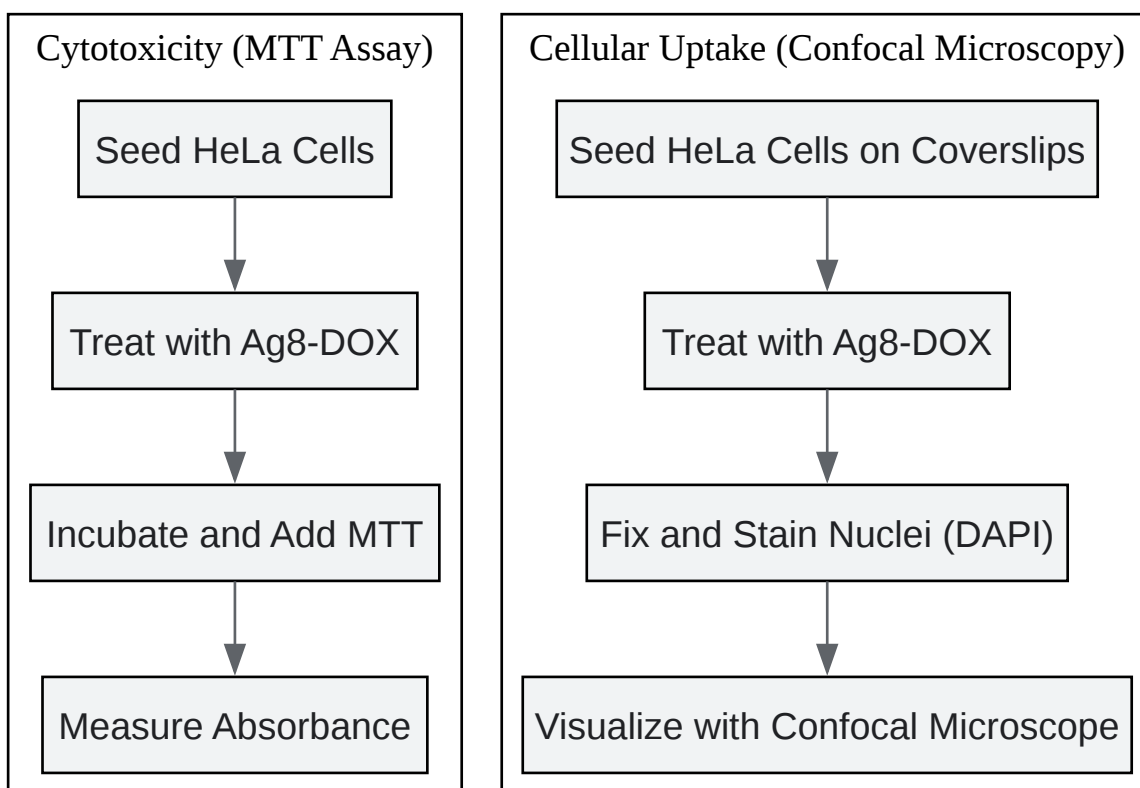 Cytotoxicity (MTT Assay)
Seed HeLa Cells
Treat with Ag8-DOX
Incubate and Add MTT
Measure Absorbance
Cellular Uptake (Confocal Microscopy)
Seed HeLa Cells on Coverslips
Treat with Ag8-DOX
Fix and Stain Nuclei (DAPI)
Visualize with Confocal Microscope